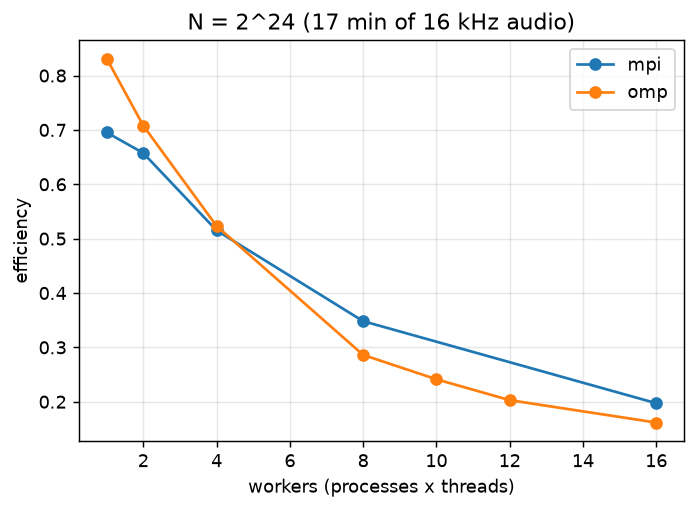 N = 2^24 (17 min of 16 kHz audio)
mpi
omp
efficiency
0.8
0.7
0.6
0.5
0.4
0.3
0.2
2 4 6 8 10 12 14 16
workers (processes x threads)